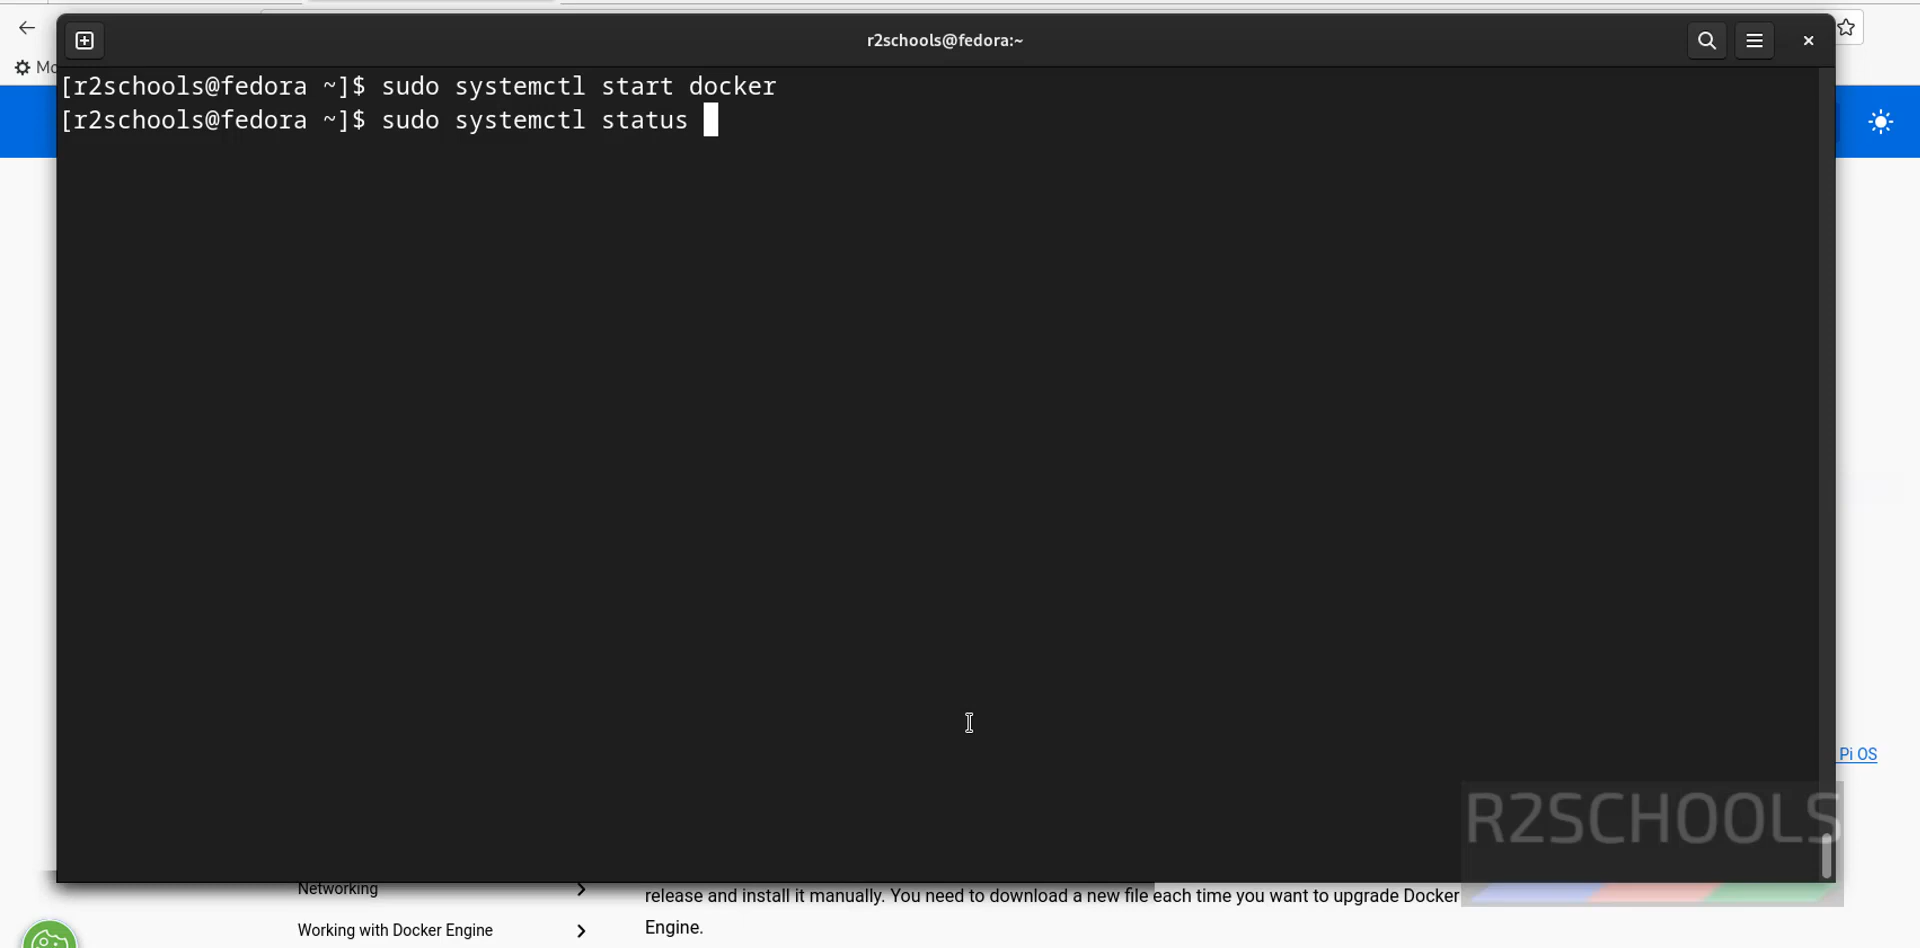 r2schools@fedora:~
Mo
[r2schools@fedora ~]$ sudo systemctl start docker
[r2schools@fedora ~]$ sudo systemctl status
Pi OS
R2SCHOOLS
Networking
Working with Docker Engine
release and install it manually. You need to download a new file each time you want to upgrade Docker
Engine.